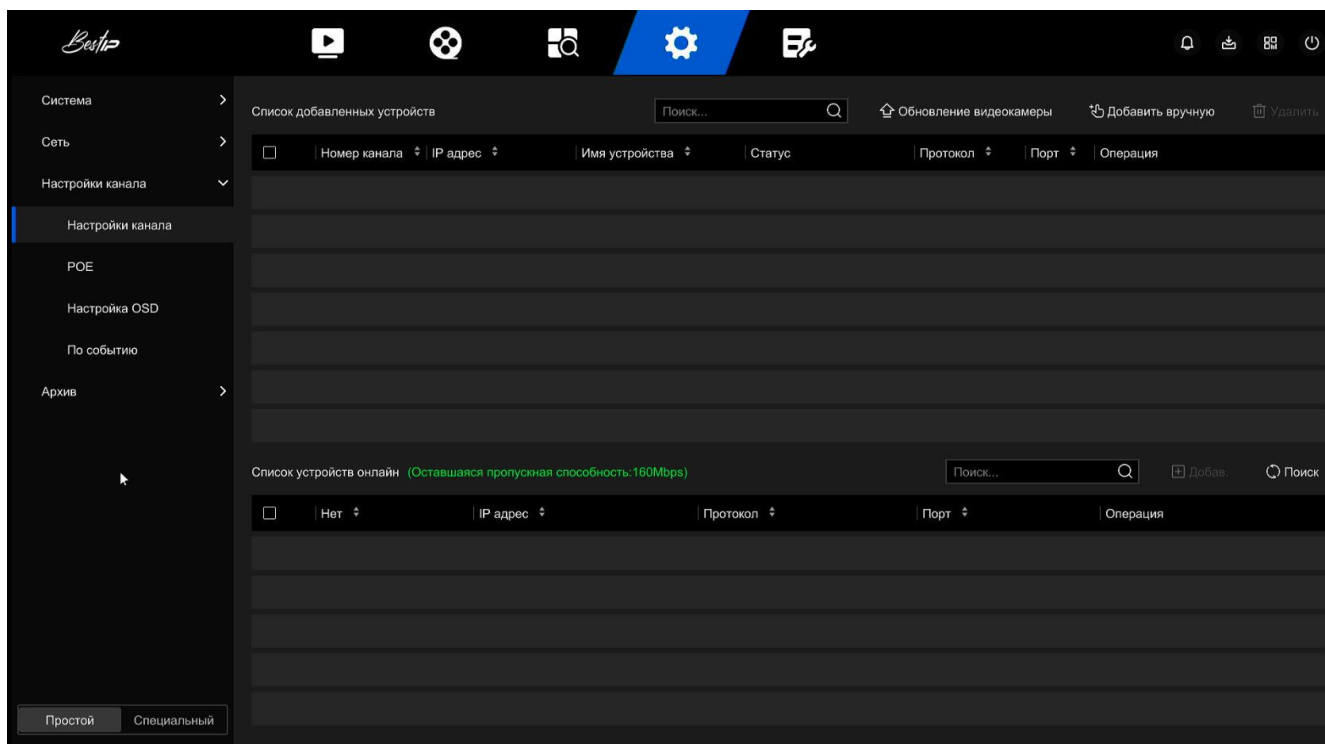 BestIP
Система
Сеть
Настройки канала
Настройки канала
POE
Настройка OSD
По событию
Архив
Простой Специальный
Список добавленных устройств Поиск... Обновление видеокамеры Добавить вручную Удалить
Номер канала IP адрес Имя устройства Статус Протокол Порт Операция
Список устройств онлайн (Оставшаяся пропускная способность:160Mbps) Поиск... Добав. Поиск
Нет IP адрес Протокол Порт Операция